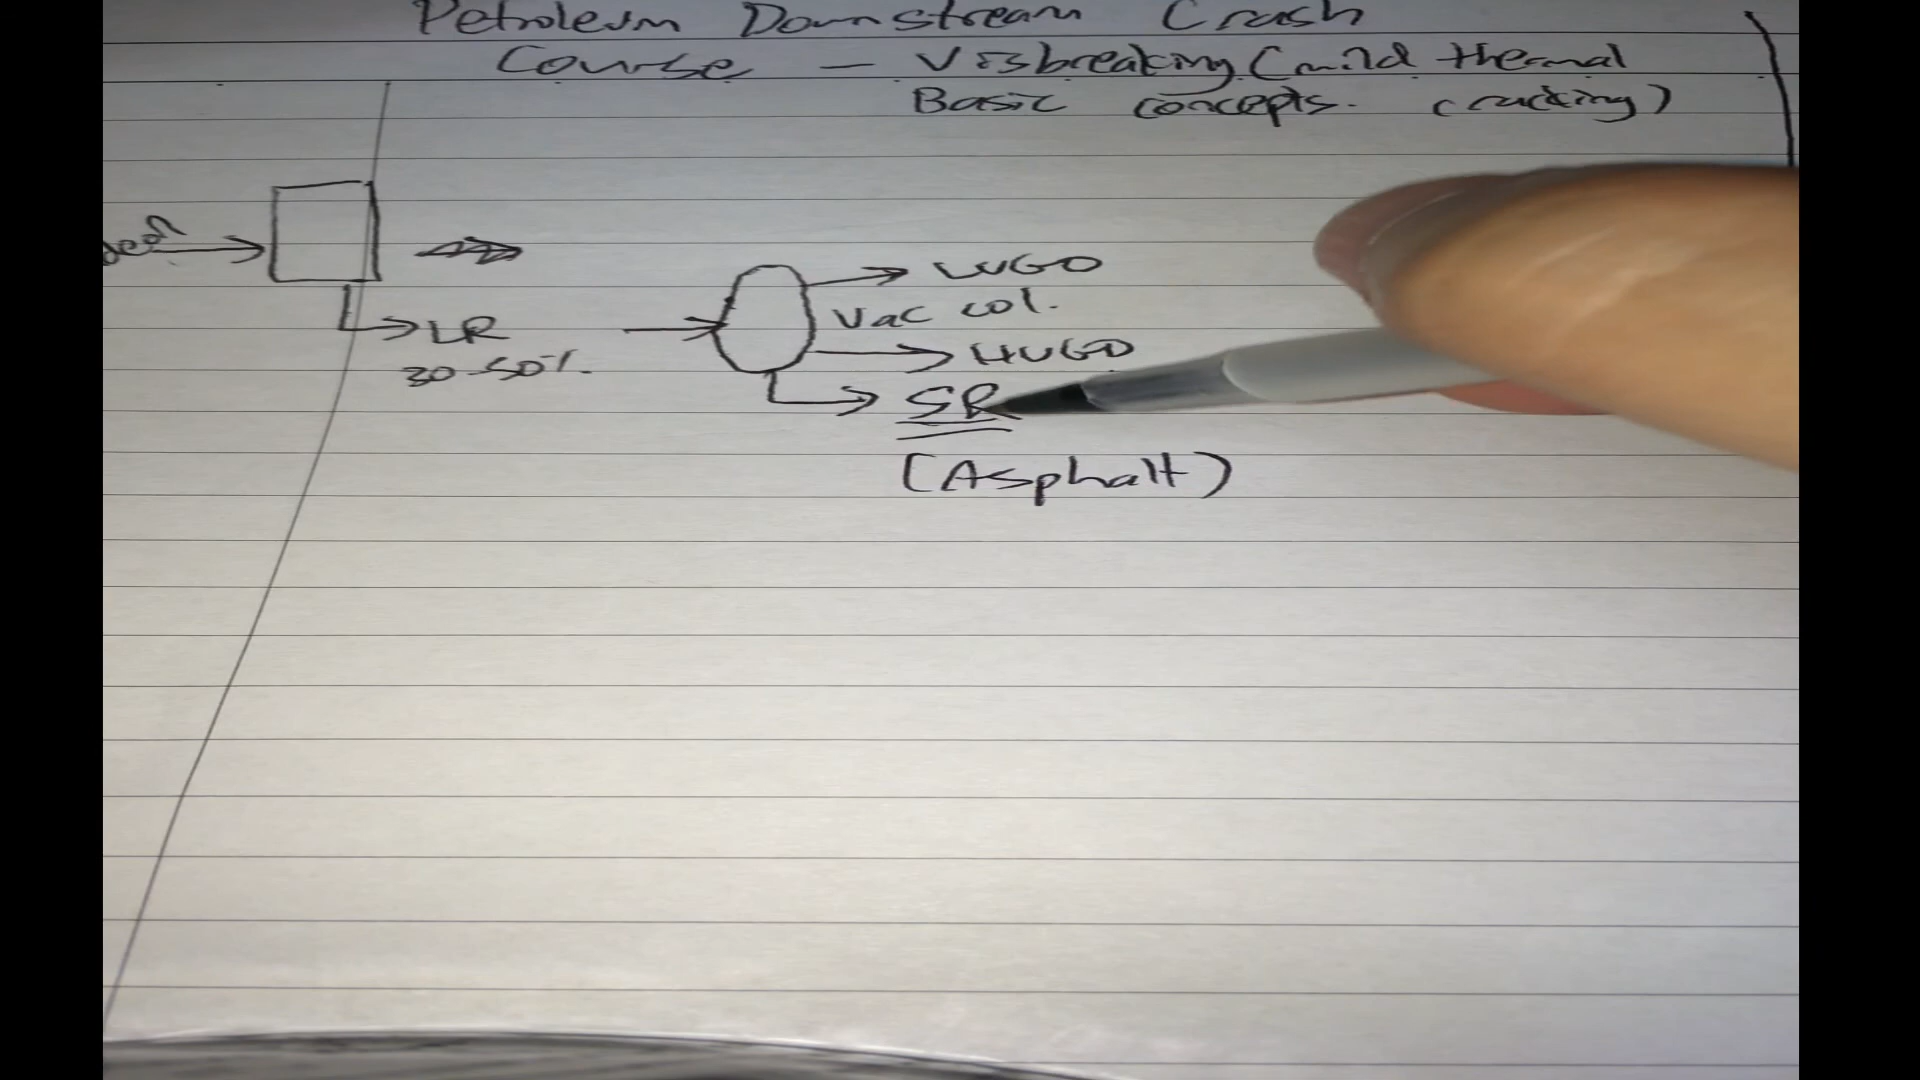 Petroleum Downstream Crash
Course - Visbreaking (mild thermal
Basic concepts. cracking)
LVGO
Vac col.
LR
HVGO
30-50%.
SR
(Asphalt)